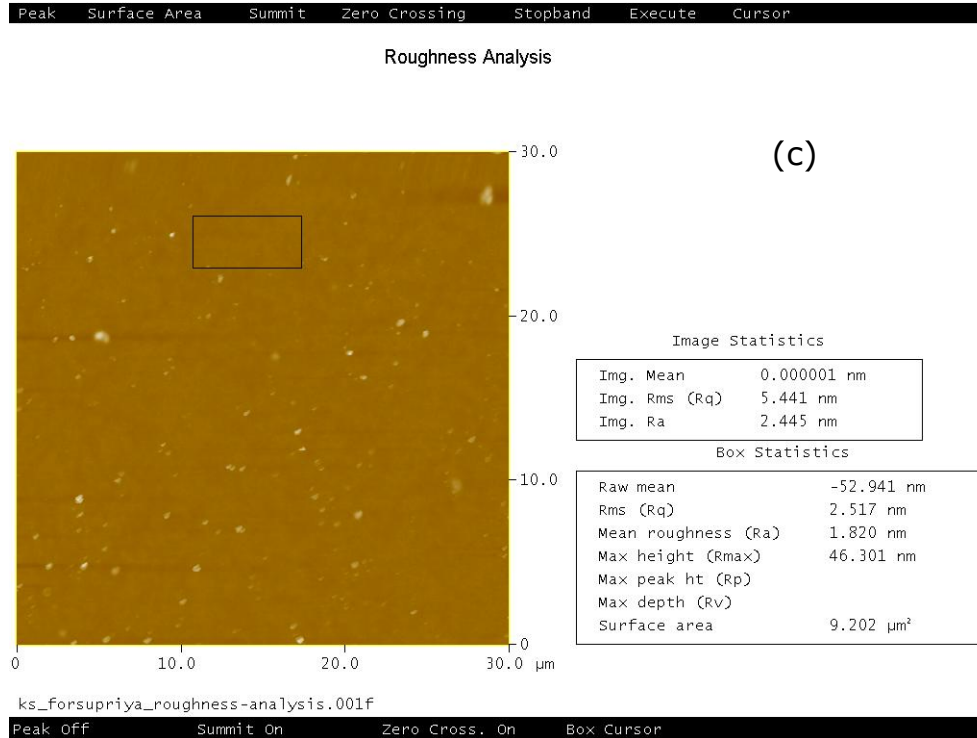 Peak Surface Area Summit Zero Crossing Stopband Execute Cursor
Roughness Analysis
(c)
30.0
20.0
10.0
0
0 10.0 20.0 30.0 µm
Image Statistics
Img. Mean 0.000001 nm
Img. Rms (Rq) 5.441 nm
Img. Ra 2.445 nm
Box Statistics
Raw mean -52.941 nm
Rms (Rq) 2.517 nm
Mean roughness (Ra) 1.820 nm
Max height (Rmax) 46.301 nm
Max peak ht (Rp)
Max depth (Rv)
Surface area 9.202 µm²
ks_forsupriya_roughness-analysis.001f
Peak Off Summit On Zero Cross. On Box Cursor